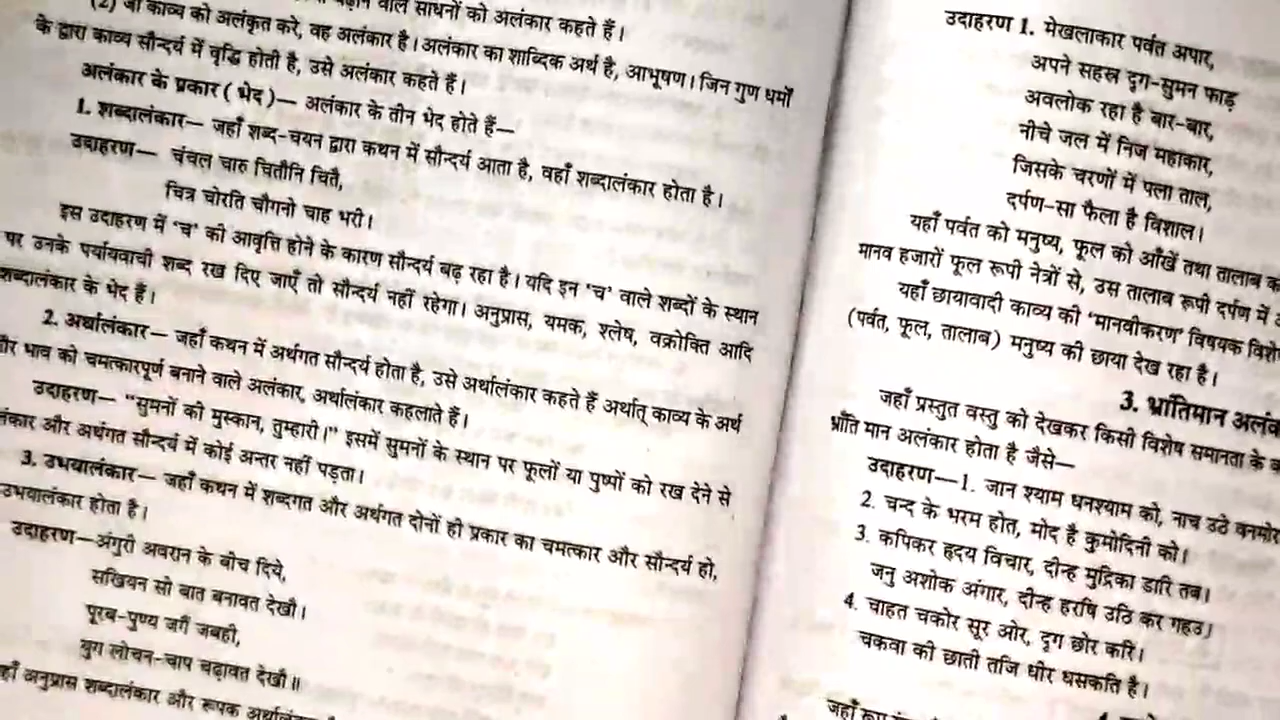 वाले साधनों को अलंकार कहते हैं।
(2) जो काव्य को अलंकृत करे, वह अलंकार है। अलंकार का शाब्दिक अर्थ है, आभूषण। जिन गुण धर्मों
के द्वारा काव्य सौन्दर्य में वृद्धि होती है, उसे अलंकार कहते हैं।
अलंकार के प्रकार ( भेद )— अलंकार के तीन भेद होते हैं—
1. शब्दालंकार— जहाँ शब्द-चयन द्वारा कथन में सौन्दर्य आता है, वहाँ शब्दालंकार होता है।
उदाहरण— चंचल चारु चितौनि चितै,
चित्र चोरति चौगनो चाह भरी।
इस उदाहरण में 'च' की आवृत्ति होने के कारण सौन्दर्य बढ़ रहा है। यदि इन 'च' वाले शब्दों के स्थान
पर उनके पर्यायवाची शब्द रख दिए जाएँ तो सौन्दर्य नहीं रहेगा। अनुप्रास, यमक, श्लेष, वक्रोक्ति आदि
शब्दालंकार के भेद हैं।
2. अर्थालंकार— जहाँ कथन में अर्थगत सौन्दर्य होता है, उसे अर्थालंकार कहते हैं अर्थात् काव्य के अर्थ
और भाव को चमत्कारपूर्ण बनाने वाले अलंकार, अर्थालंकार कहलाते हैं।
उदाहरण— "सुमनों की मुस्कान, तुम्हारी।" इसमें सुमनों के स्थान पर फूलों या पुष्पों को रख देने से
अलंकार और अर्थगत सौन्दर्य में कोई अन्तर नहीं पड़ता।
3. उभयालंकार— जहाँ कथन में शब्दगत और अर्थगत दोनों ही प्रकार का चमत्कार और सौन्दर्य हो,
उभयालंकार होता है।
उदाहरण—अंगुरी अवरान के बीच दिये,
सखियन सो बात बनावत देखौ।
पूरब-पुण्य जगैं जबही,
युग लोचन-चाप चढ़ावत देखौ॥
अनुप्रास शब्दालंकार और रूपक
उदाहरण 1. मेखलाकार पर्वत अपार,
अपने सहस्र दृग-सुमन फाड़
अवलोक रहा है बार-बार,
नीचे जल में निज महाकार,
जिसके चरणों में पला ताल,
दर्पण-सा फैला है विशाल।
यहाँ पर्वत को मनुष्य, फूल को आँखें तथा तालाब
मानव हजारों फूल रूपी नेत्रों से, उस तालाब रूपी दर्पण में
यहाँ छायावादी काव्य की 'मानवीकरण' विषयक
(पर्वत, फूल, तालाब) मनुष्य की छाया देख रहा है।
3. भ्रांतिमान
जहाँ प्रस्तुत वस्तु को देखकर किसी विशेष समानता के
भ्राँति मान अलंकार होता है जैसे—
उदाहरण—1. जान श्याम घनश्याम को, नाच उठे
2. चन्द के भरम होत, मोद है कुमोदिनी को।
3. कपिकर हृदय विचार, दीन्ह मुद्रिका डारि तब।
जनु अशोक अंगार, दीन्ह हरषि उठि कर गहउ।
4. चाहत चकोर सूर ओर, दृग छोर करि।
चकवा की छाती तजि धीर धसकति है।
जहाँ